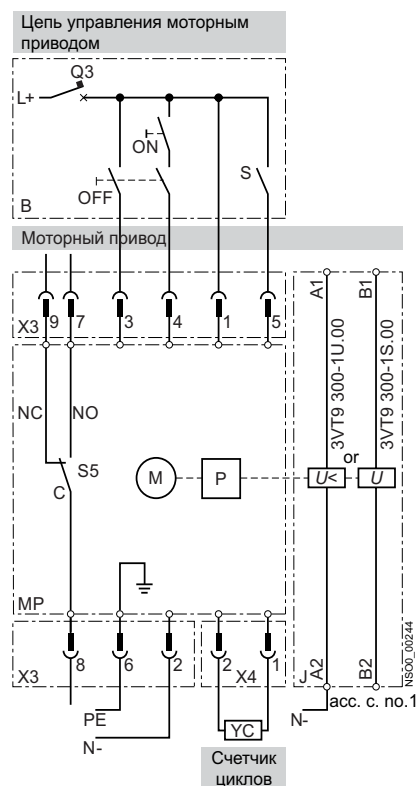 Цепь управления моторным
приводом
Q3
L+
ON
OFF
S
B
Моторный привод
X3
9
7
3
4
1
5
A1
B1
3VT9 300-1U.00
3VT9 300-1S.00
or
NC
NO
S5
C
M
P
U<
U
MP
X3
8
6
2
2
1
X4
J
A2
B2
NSO0_00244
PE
N-
YC
N-
acc. c. no.1
Счетчик
циклов